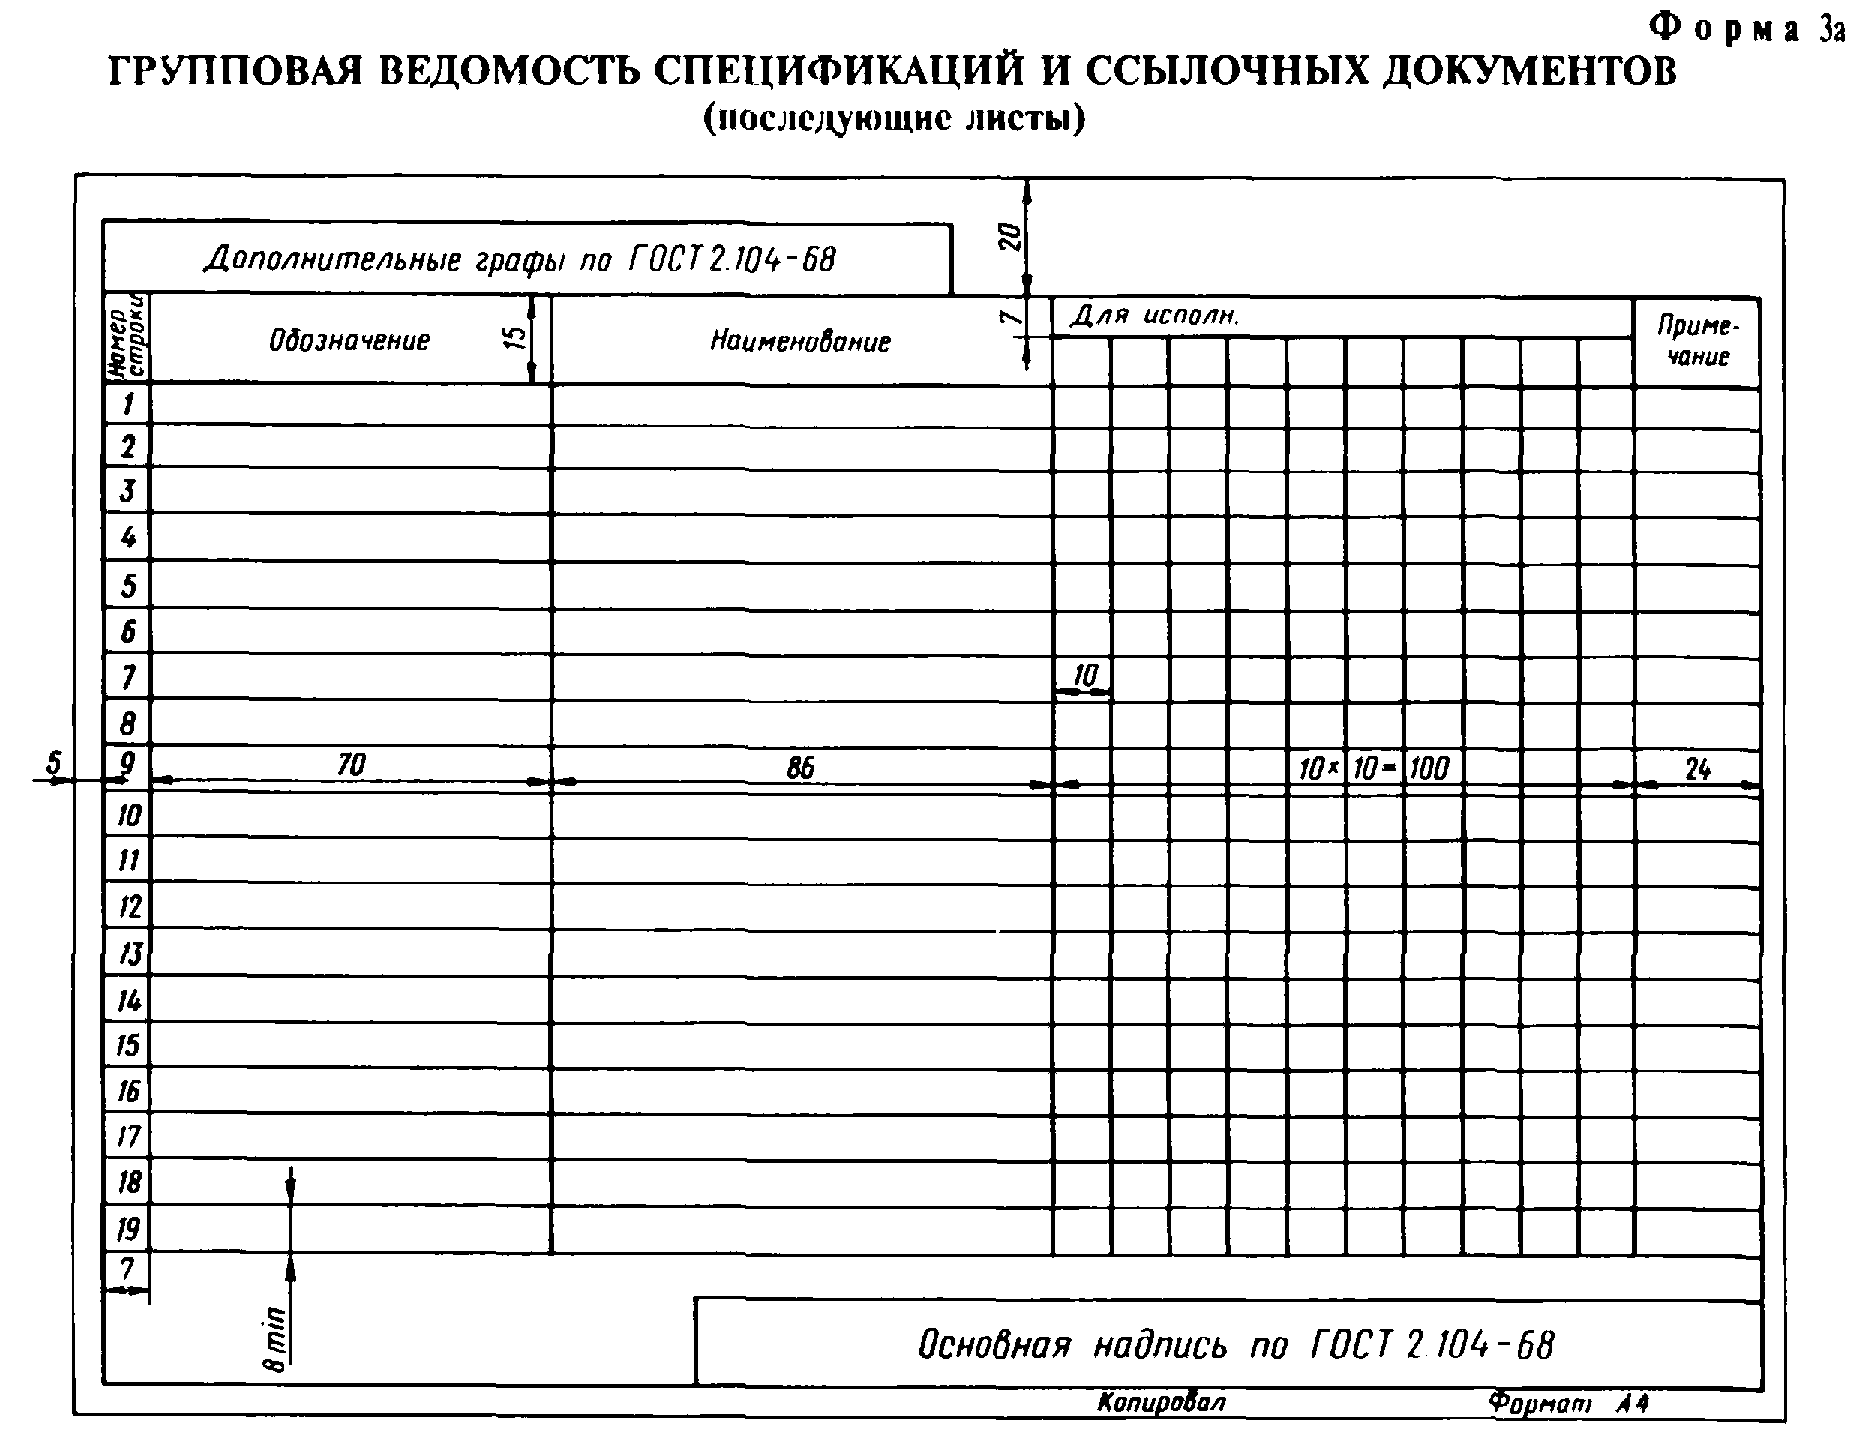 Форма 3а
ГРУППОВАЯ ВЕДОМОСТЬ СПЕЦИФИКАЦИЙ И ССЫЛОЧНЫХ ДОКУМЕНТОВ
(последующие листы)
20
Дополнительные графы по ГОСТ 2.104-68
Номер строки
Обозначение
15
Наименование
7
Для исполн.
Приме-
чание
1
2
3
4
5
6
7
10
8
5
9
70
86
10×10=100
24
10
11
12
13
14
15
16
17
18
19
7
8 min
Основная надпись по ГОСТ 2.104-68
Копировал
Формат А4